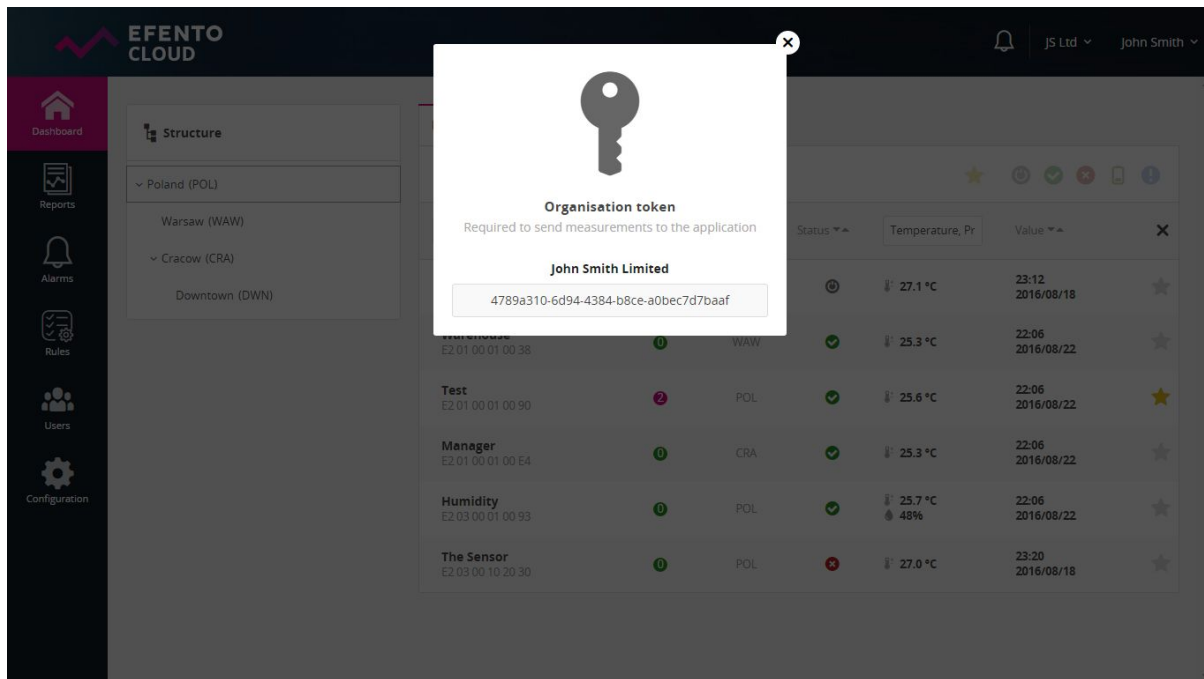 EFENTO
CLOUD
JS Ltd
John Smith
Dashboard
Reports
Alarms
Rules
Users
Configuration
Structure
Poland (POL)
Warsaw (WAW)
Cracow (CRA)
Downtown (DWN)
Organisation token
Required to send measurements to the application
John Smith Limited
4789a310-6d94-4384-b8ce-a0bec7d7baaf
Status Temperature, Pr Value
27.1 °C 23:12
2016/08/18
Warehouse
E2 01 00 01 00 38 0 WAW 25.3 °C 22:06
2016/08/22
Test
E2 01 00 01 00 90 2 POL 25.6 °C 22:06
2016/08/22
Manager
E2 01 00 01 00 E4 0 CRA 25.3 °C 22:06
2016/08/22
Humidity
E2 03 00 01 00 93 0 POL 25.7 °C 22:06
48% 2016/08/22
The Sensor
E2 03 00 10 20 30 0 POL 27.0 °C 23:20
2016/08/18